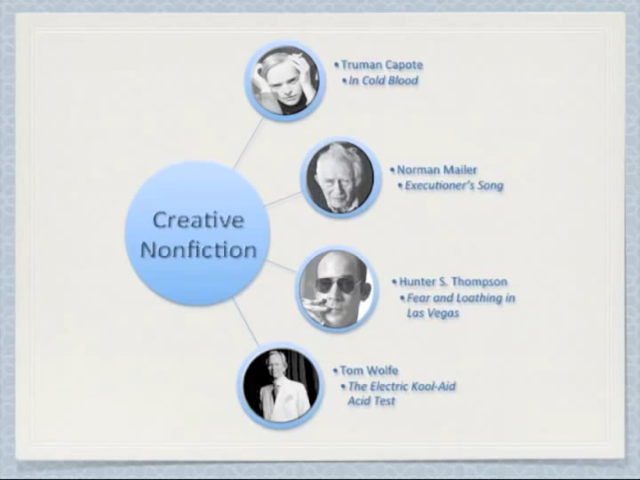 Creative
Nonfiction
•Truman Capote
•In Cold Blood
•Norman Mailer
•Executioner's Song
•Hunter S. Thompson
•Fear and Loathing in
Las Vegas
•Tom Wolfe
•The Electric Kool-Aid
Acid Test